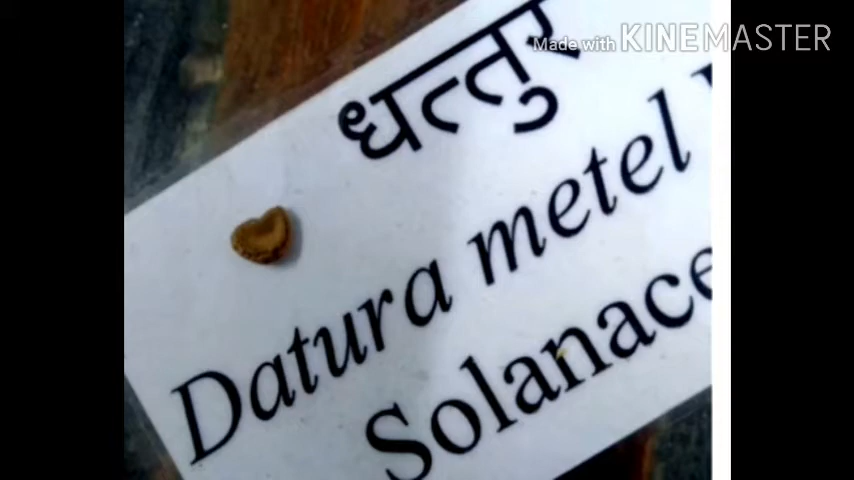 Made with KINEMASTER
धत्तुर
Datura metel
Solanace